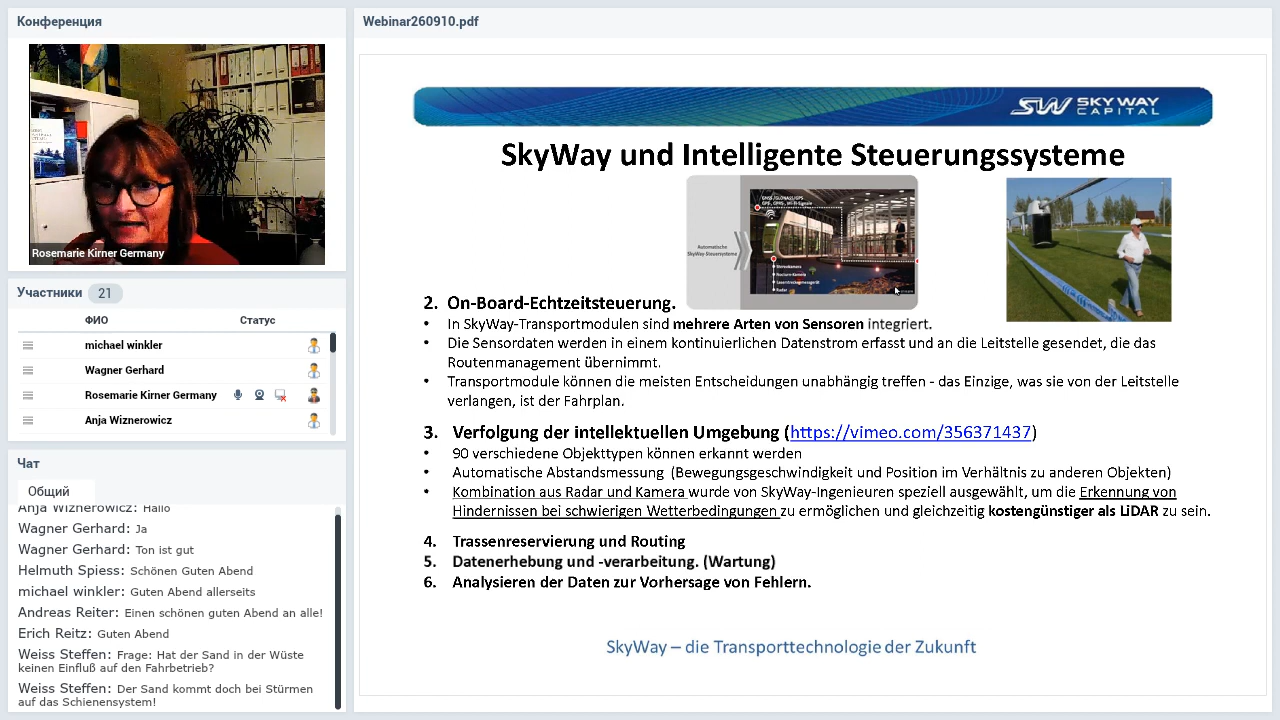 Конференция
Rosemarie Kirner Germany
Участники 21
ФИО Статус
michael winkler
Wagner Gerhard
Rosemarie Kirner Germany
Anja Wiznerowicz
Чат
Общий
Anja Wiznerowicz: Hallo
Wagner Gerhard: Ja
Wagner Gerhard: Ton ist gut
Helmuth Spiess: Schönen Guten Abend
michael winkler: Guten Abend allerseits
Andreas Reiter: Einen schönen guten Abend an alle!
Erich Reitz: Guten Abend
Weiss Steffen: Frage: Hat der Sand in der Wüste
keinen Einfluß auf den Fahrbetrieb?
Weiss Steffen: Der Sand kommt doch bei Stürmen
auf das Schienensystem!
Webinar260910.pdf
SW SKY WAY
CAPITAL
SkyWay und Intelligente Steuerungssysteme
Automatische
SkyWay-Steuersysteme
Stereokamera
Radar
2. On-Board-Echtzeitsteuerung.
• In SkyWay-Transportmodulen sind mehrere Arten von Sensoren integriert.
• Die Sensordaten werden in einem kontinuierlichen Datenstrom erfasst und an die Leitstelle gesendet, die das
Routenmanagement übernimmt.
• Transportmodule können die meisten Entscheidungen unabhängig treffen - das Einzige, was sie von der Leitstelle
verlangen, ist der Fahrplan.
3. Verfolgung der intellektuellen Umgebung (https://vimeo.com/356371437)
• 90 verschiedene Objekttypen können erkannt werden
• Automatische Abstandsmessung (Bewegungsgeschwindigkeit und Position im Verhältnis zu anderen Objekten)
• Kombination aus Radar und Kamera wurde von SkyWay-Ingenieuren speziell ausgewählt, um die Erkennung von
Hindernissen bei schwierigen Wetterbedingungen zu ermöglichen und gleichzeitig kostengünstiger als LiDAR zu sein.
4. Trassenreservierung und Routing
5. Datenerhebung und -verarbeitung. (Wartung)
6. Analysieren der Daten zur Vorhersage von Fehlern.
SkyWay – die Transporttechnologie der Zukunft